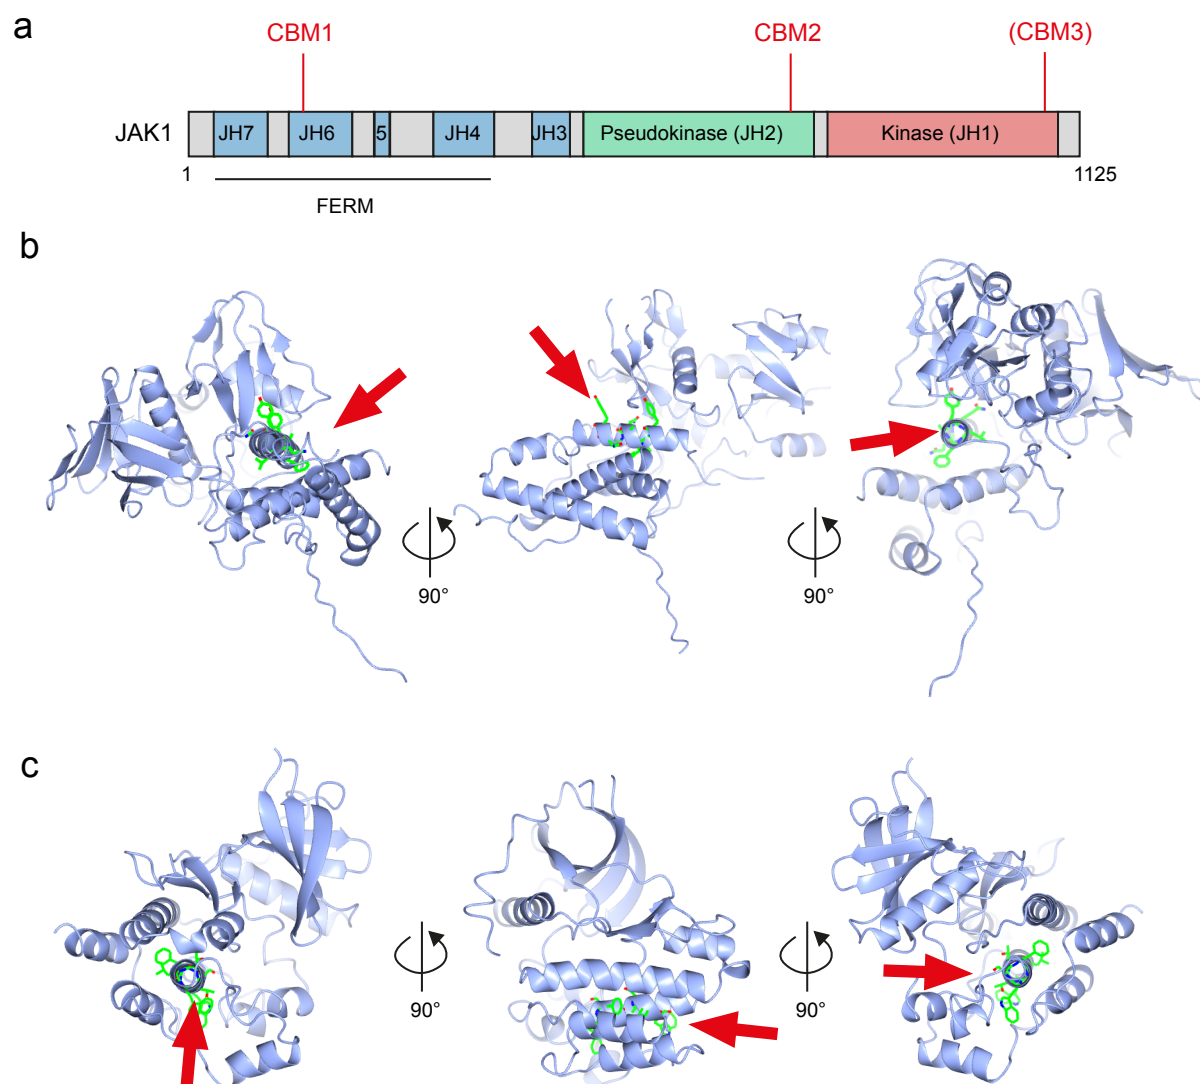 a
CBM1 CBM2 (CBM3)
JAK1 JH7 JH6 5 JH4 JH3 Pseudokinase (JH2) Kinase (JH1)
1 1125
FERM
b
90° 90°
c
90° 90°